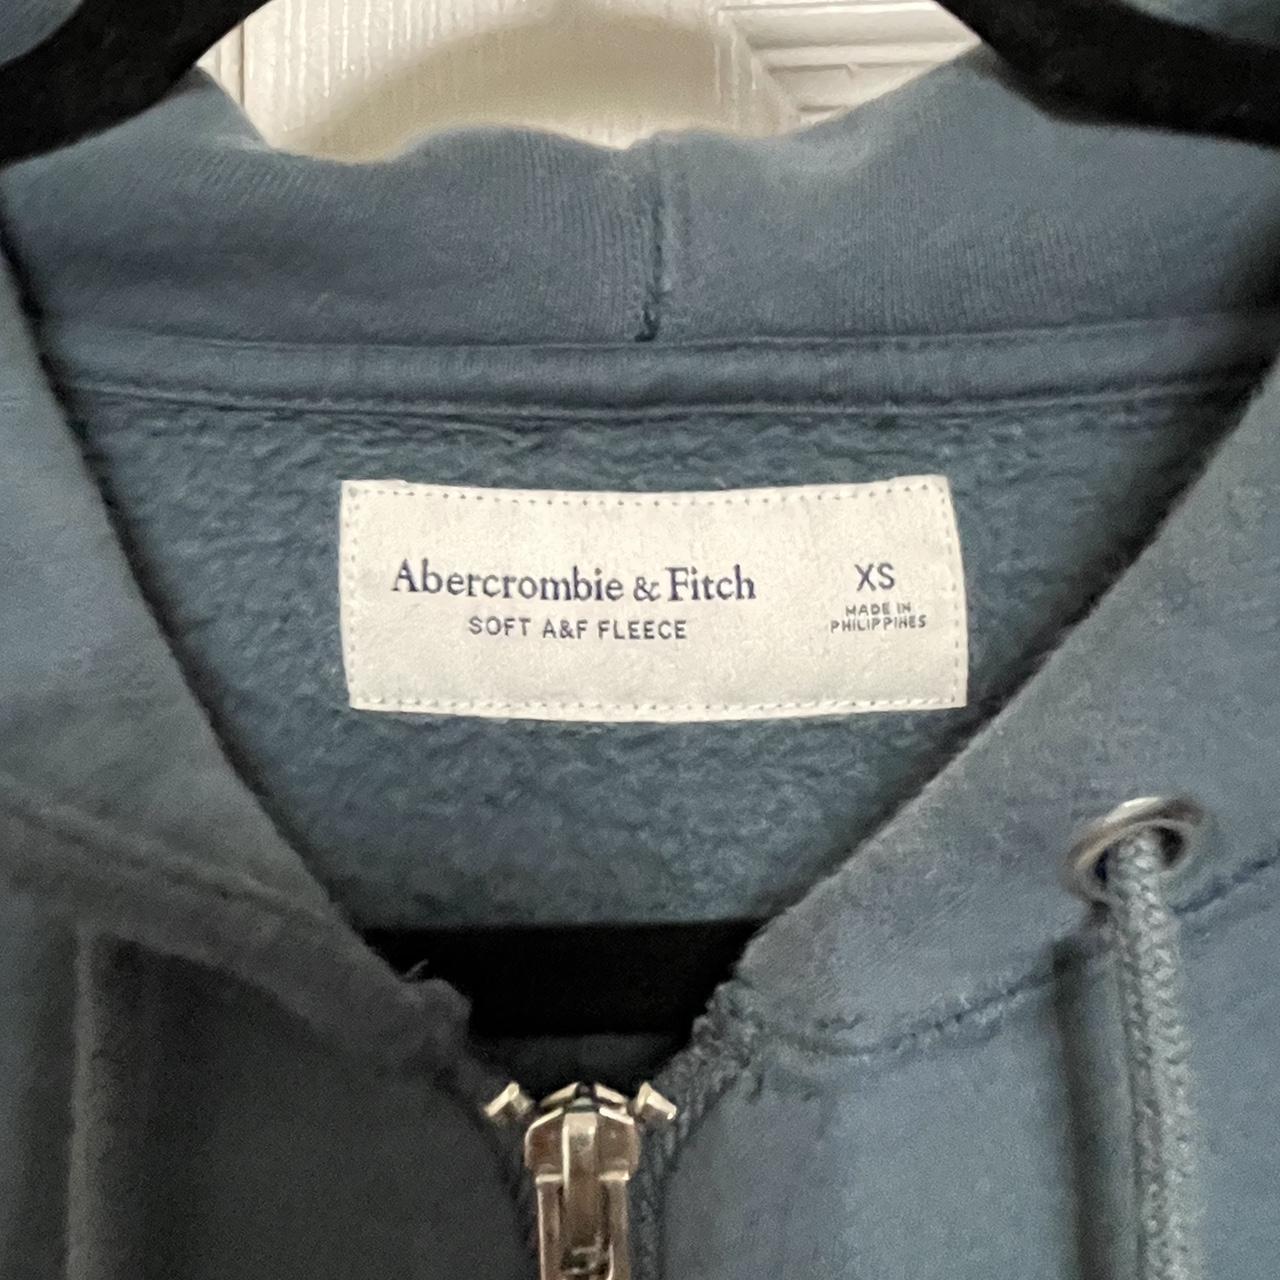 Abercrombie & Fitch
SOFT A&F FLEECE
XS
MADE IN
PHILIPPINES